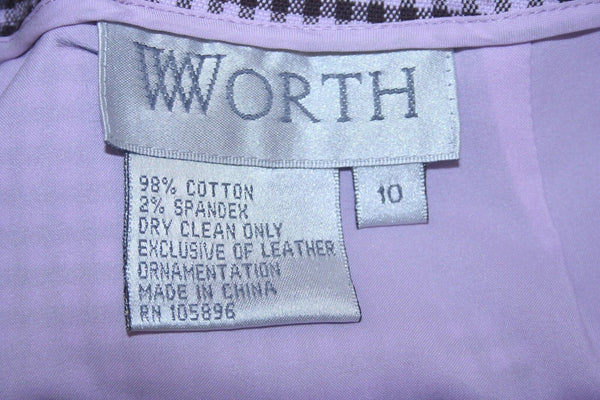 WORTH
10
98% COTTON
2% SPANDEX
DRY CLEAN ONLY
EXCLUSIVE OF LEATHER
ORNAMENTATION
MADE IN CHINA
RN 105896